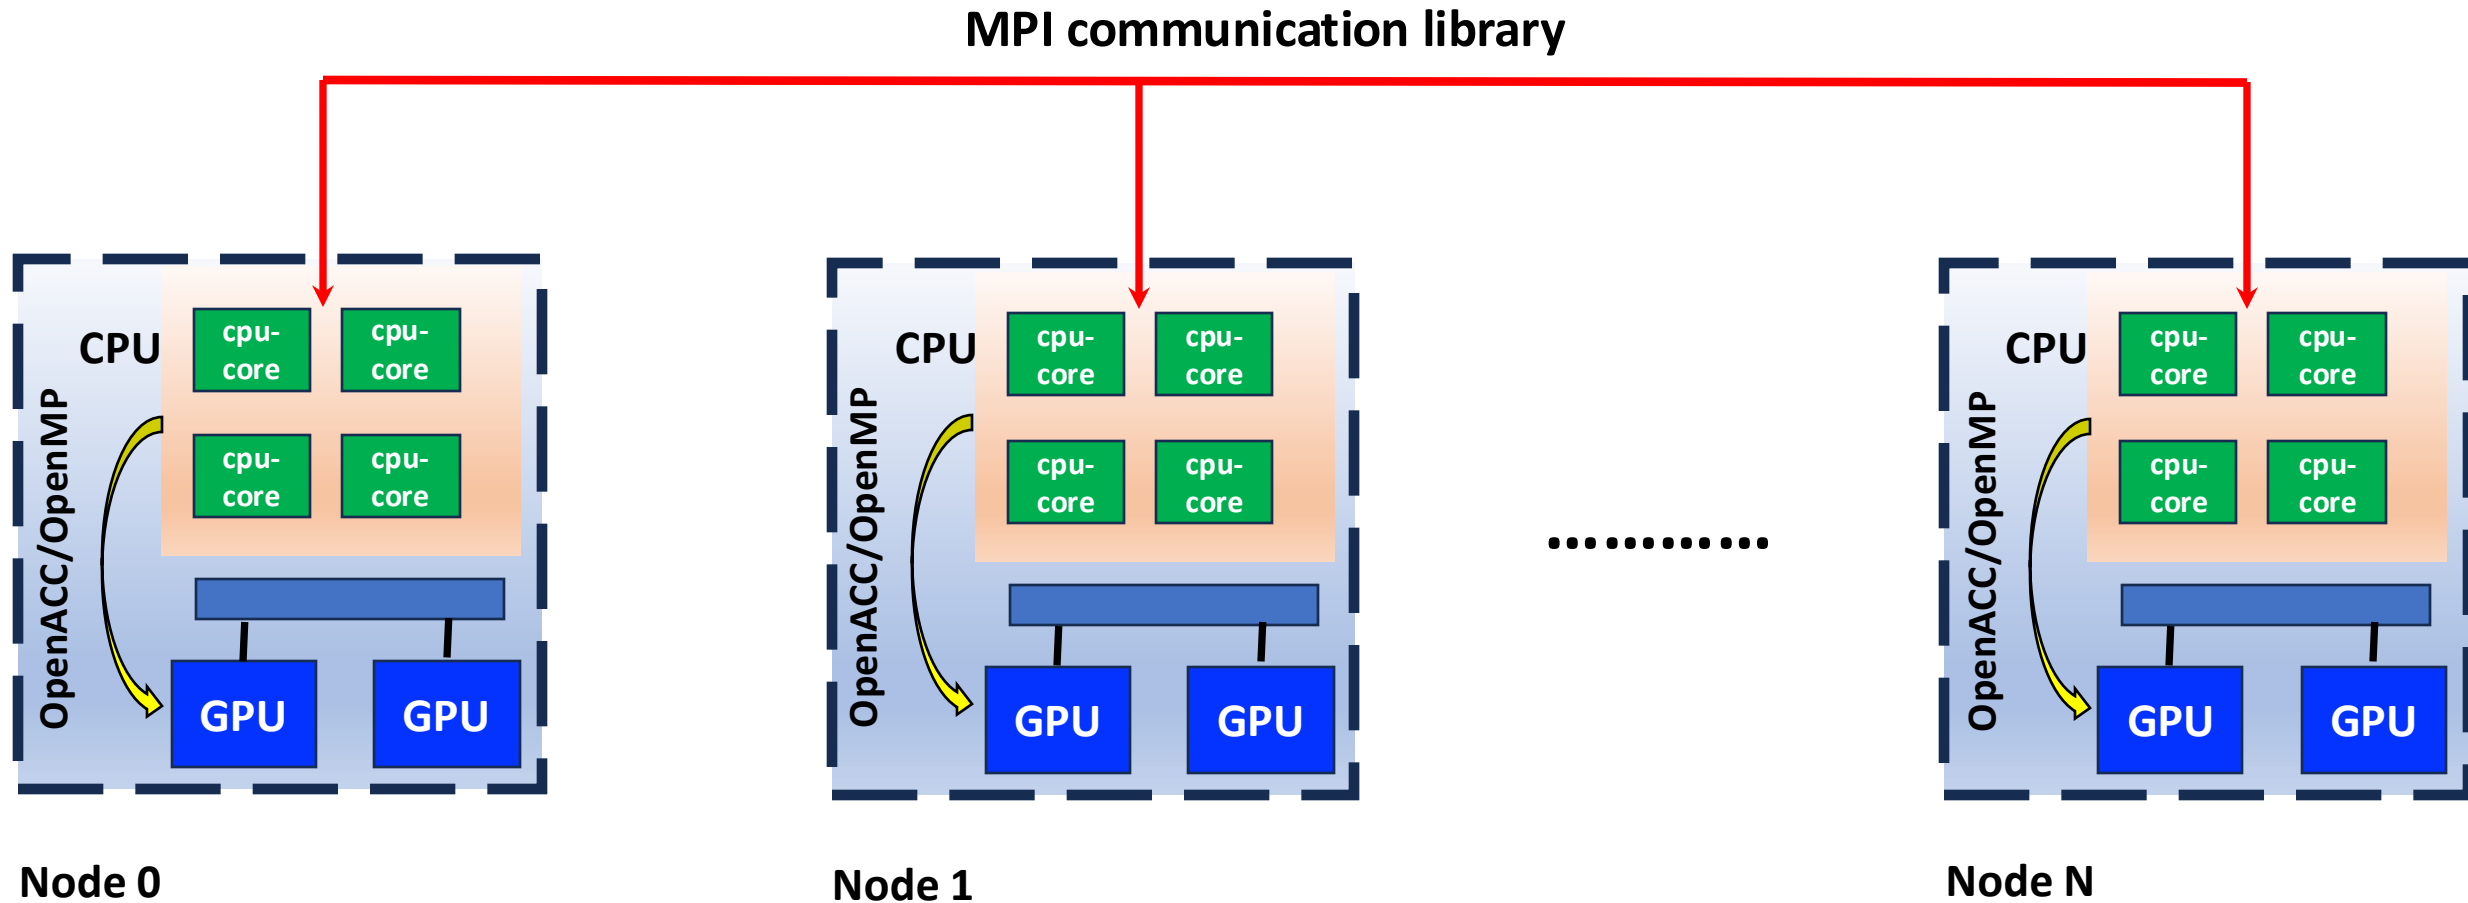 MPI communication library
CPU
OpenACC/OpenMP
cpu-
core
cpu-
core
cpu-
core
cpu-
core
GPU
GPU
Node 0
CPU
OpenACC/OpenMP
cpu-
core
cpu-
core
cpu-
core
cpu-
core
GPU
GPU
Node 1
.............
CPU
OpenACC/OpenMP
cpu-
core
cpu-
core
cpu-
core
cpu-
core
GPU
GPU
Node N